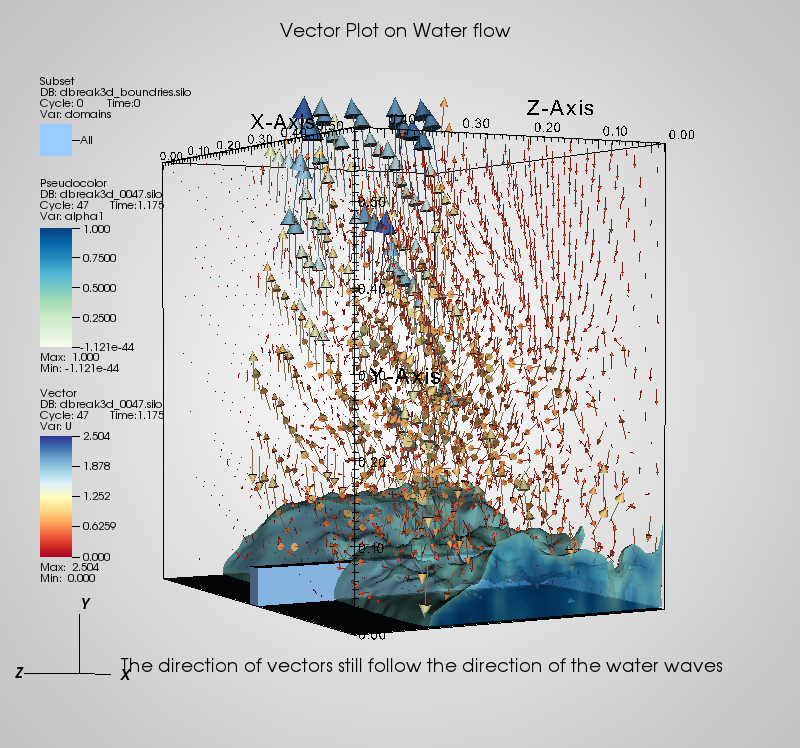 Vector Plot on Water flow
Subset
DB: dbreak3d_boundries.silo
Cycle: 0 Time:0
Var: domains
All
Pseudocolor
DB: dbreak3d_0047.silo
Cycle: 47 Time:1.175
Var: alpha1
1.000
0.7500
0.5000
0.2500
-1.121e-44
Max: 1.000
Min: -1.121e-44
Vector
DB: dbreak3d_0047.silo
Cycle: 47 Time:1.175
Var: U
2.504
1.878
1.252
0.6259
0.000
Max: 2.504
Min: 0.000
X-Axis
0.00 0.10 0.20 0.30 0.40
Z-Axis
0.40 0.30 0.20 0.10 0.00
0.40
Y-Axis
0.20
0.10
0.00
Y
Z
X
The direction of vectors still follow the direction of the water waves